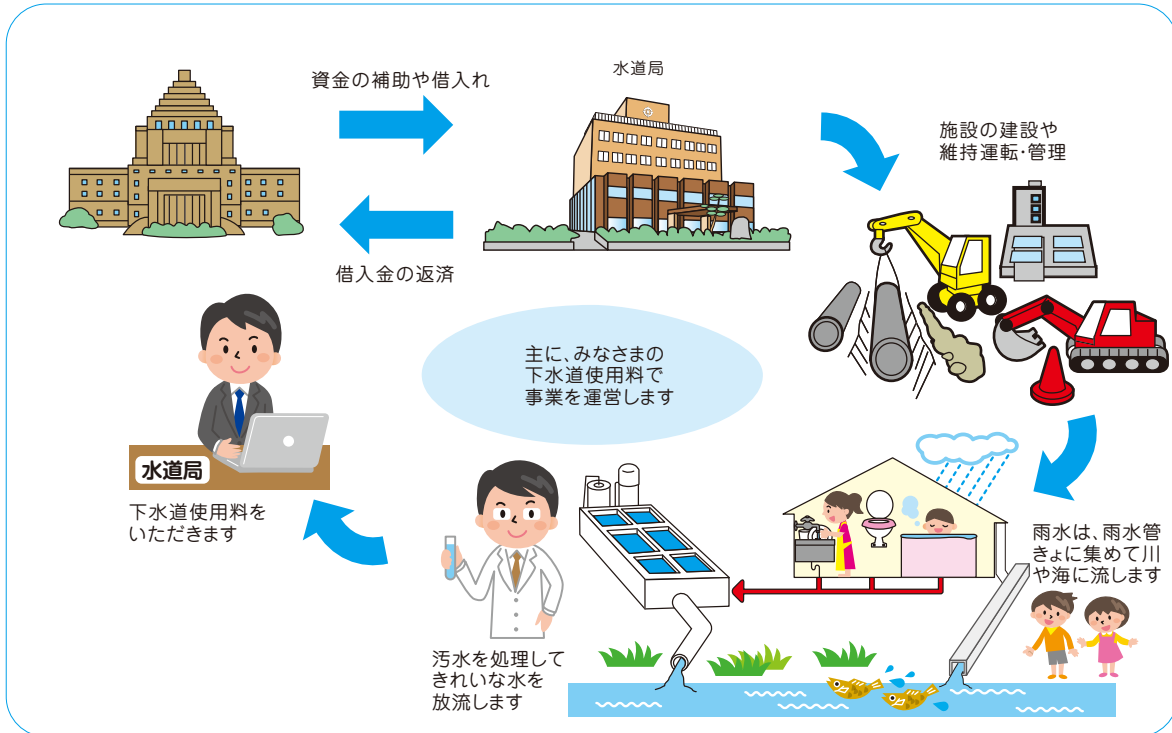 資金の補助や借入れ
水道局
施設の建設や
維持運転・管理
借入金の返済
主に、みなさまの
下水道使用料で
事業を運営します
水道局
下水道使用料を
いただきます
雨水は、雨水管
きょに集めて川
や海に流します
汚水を処理して
きれいな水を
放流します